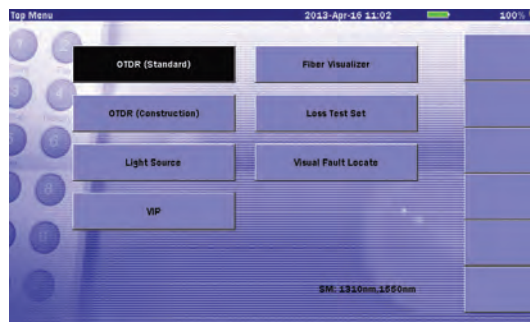 Top Menu 2013-Apr-16 11:02 100%
OTDR (Standard) Fiber Visualizer
OTDR (Construction) Loss Test Set
Light Source Visual Fault Locate
VIP
SM: 1310nm,1550nm